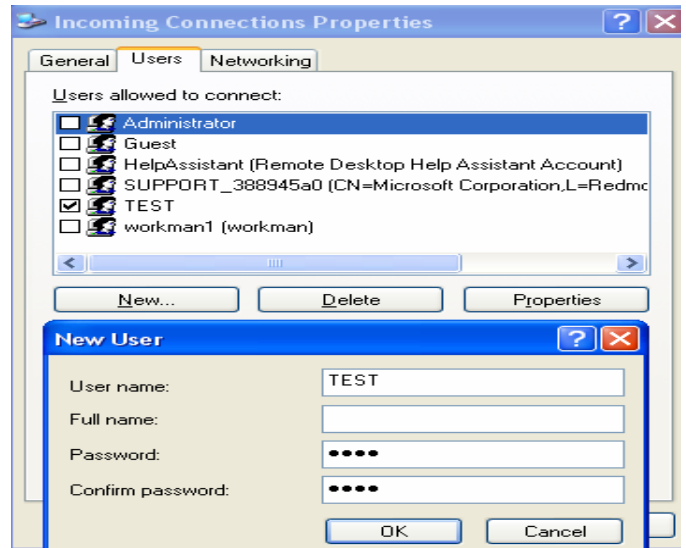 Incoming Connections Properties
General Users Networking
Users allowed to connect:
Administrator
Guest
HelpAssistant (Remote Desktop Help Assistant Account)
SUPPORT_388945a0 (CN=Microsoft Corporation,L=Redmo
TEST
workman1 (workman)
New... Delete Properties
New User
User name: TEST
Full name:
Password: ●●●●
Confirm password: ●●●●
OK Cancel